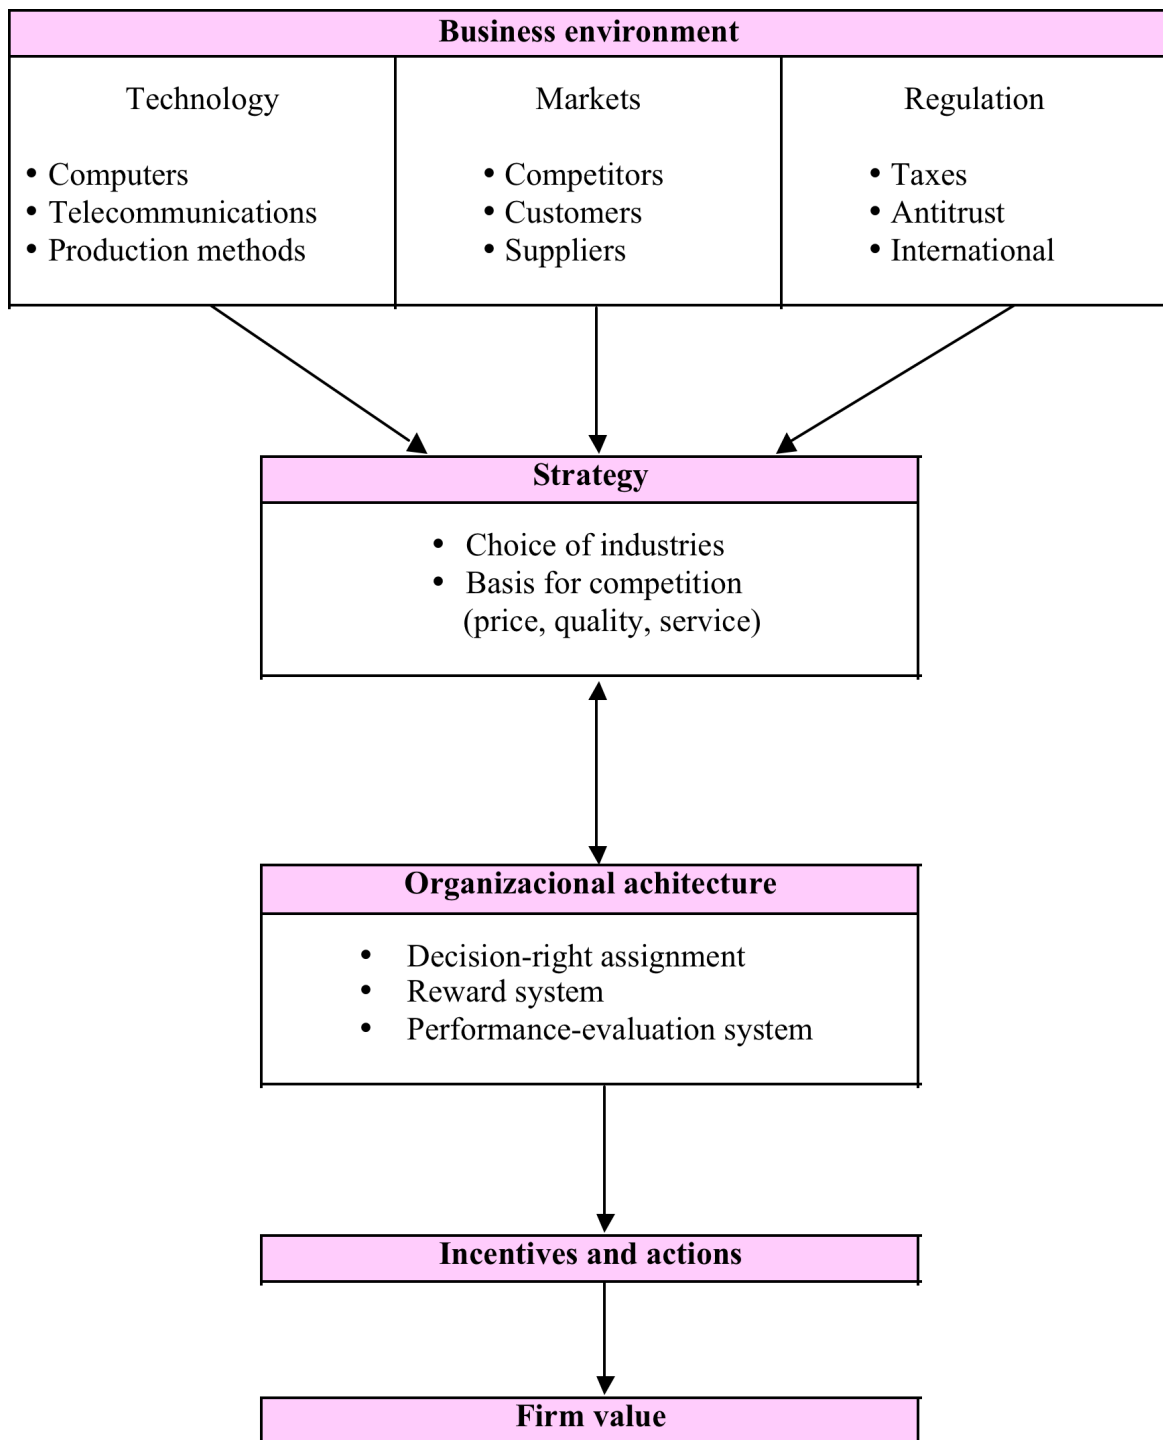 Business environment
Technology
• Computers
• Telecommunications
• Production methods
Markets
• Competitors
• Customers
• Suppliers
Regulation
• Taxes
• Antitrust
• International
Strategy
• Choice of industries
• Basis for competition
(price, quality, service)
Organizacional achitecture
• Decision-right assignment
• Reward system
• Performance-evaluation system
Incentives and actions
Firm value